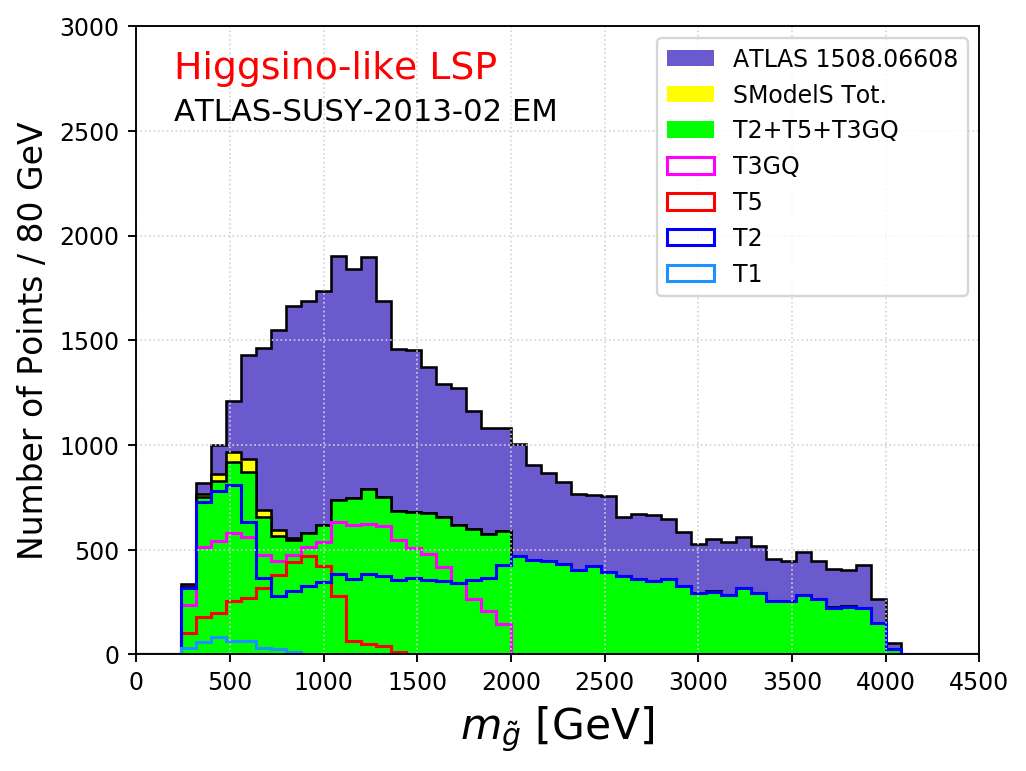 Higgsino-like LSP
ATLAS-SUSY-2013-02 EM
ATLAS 1508.06608
SModelS Tot.
T2+T5+T3GQ
T3GQ
T5
T2
T1
Number of Points / 80 GeV
3000
2500
2000
1500
1000
500
0
0 500 1000 1500 2000 2500 3000 3500 4000 4500
m_g̃ [GeV]